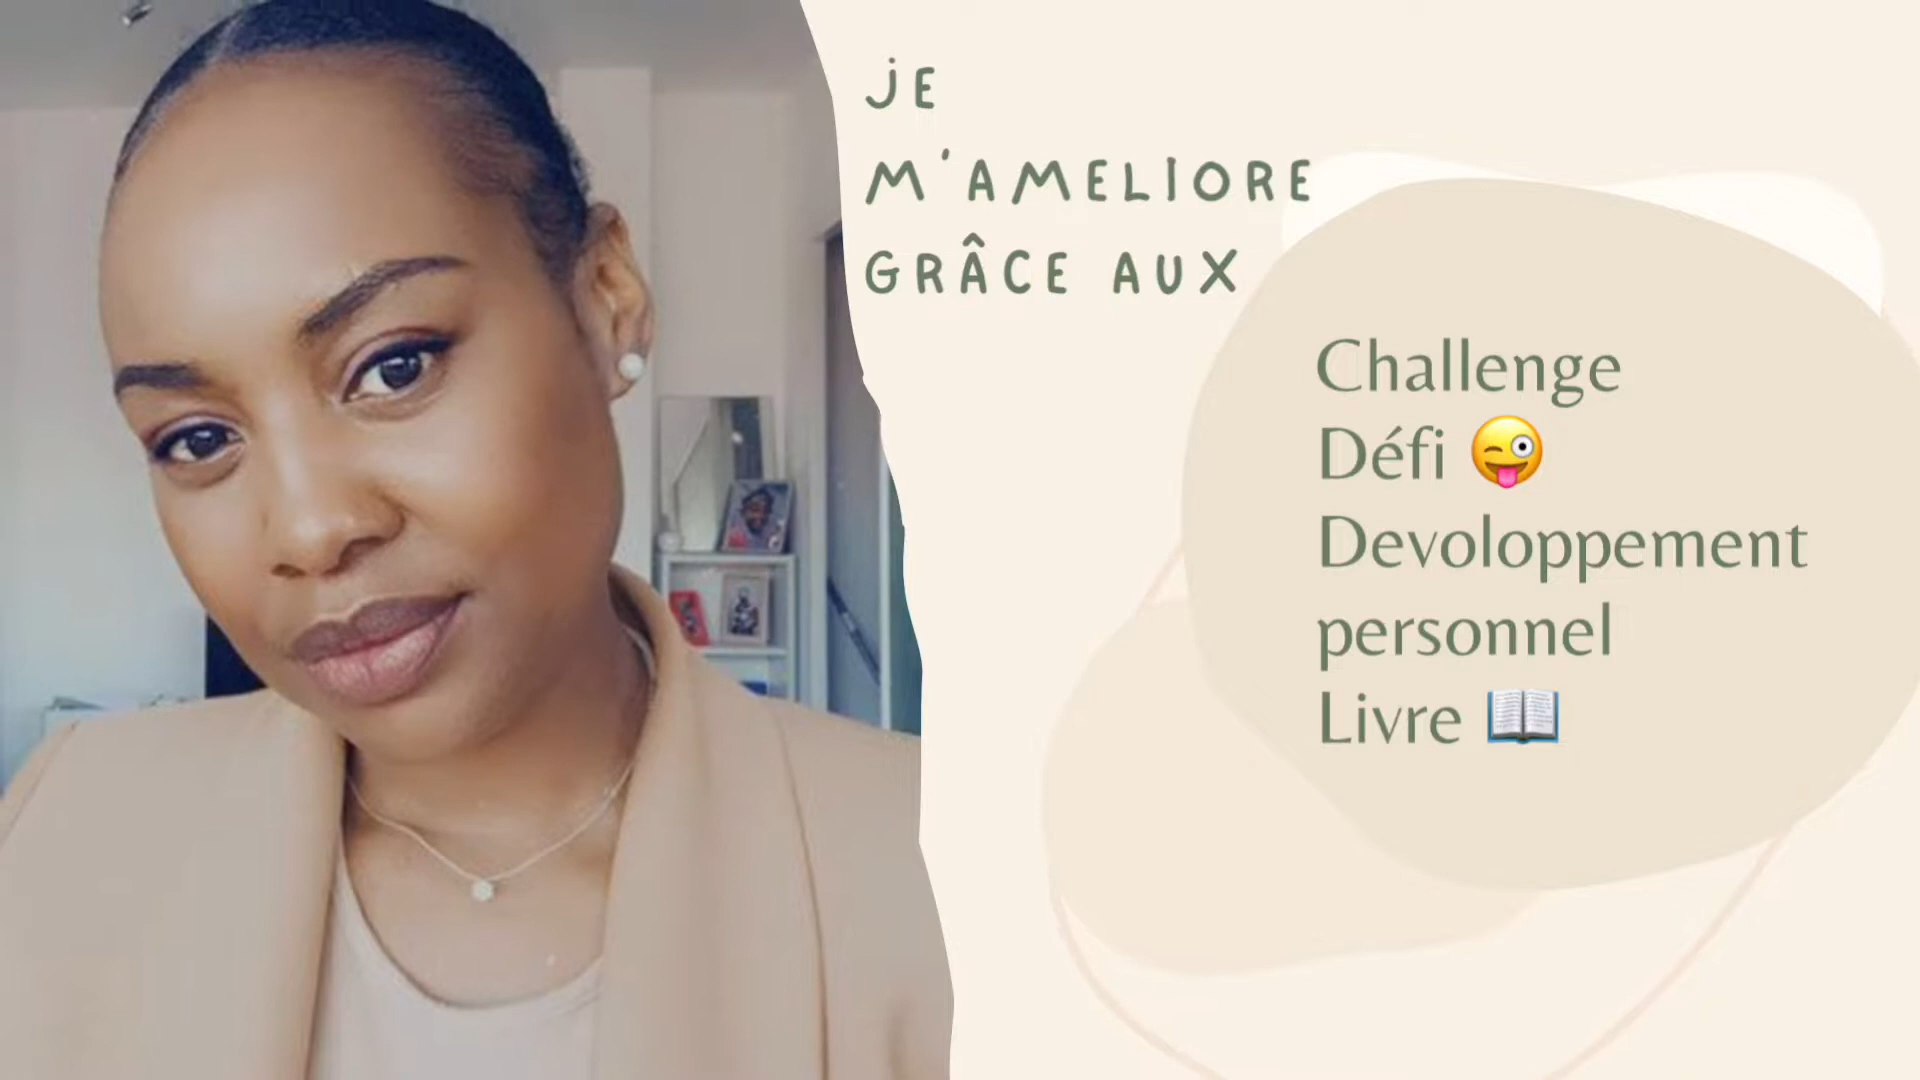 JE
M'AMELIORE
GRÂCE AUX
Challenge
Défi 😜
Devoloppement
personnel
Livre 📖